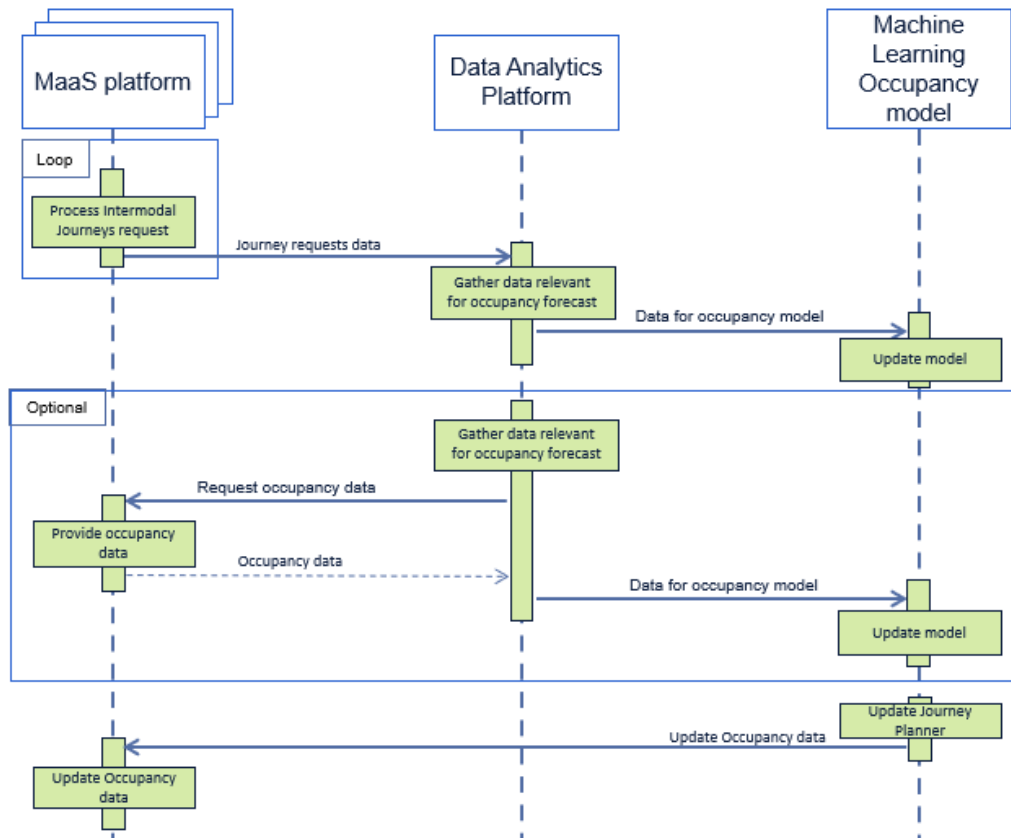 MaaS platform
Data Analytics
Platform
Machine
Learning
Occupancy
model
Loop
Process Intermodal
Journeys request
Journey requests data
Gather data relevant
for occupancy forecast
Data for occupancy model
Update model
Optional
Gather data relevant
for occupancy forecast
Request occupancy data
Provide occupancy
data
Occupancy data
Data for occupancy model
Update model
Update Journey
Planner
Update Occupancy data
Update Occupancy
data